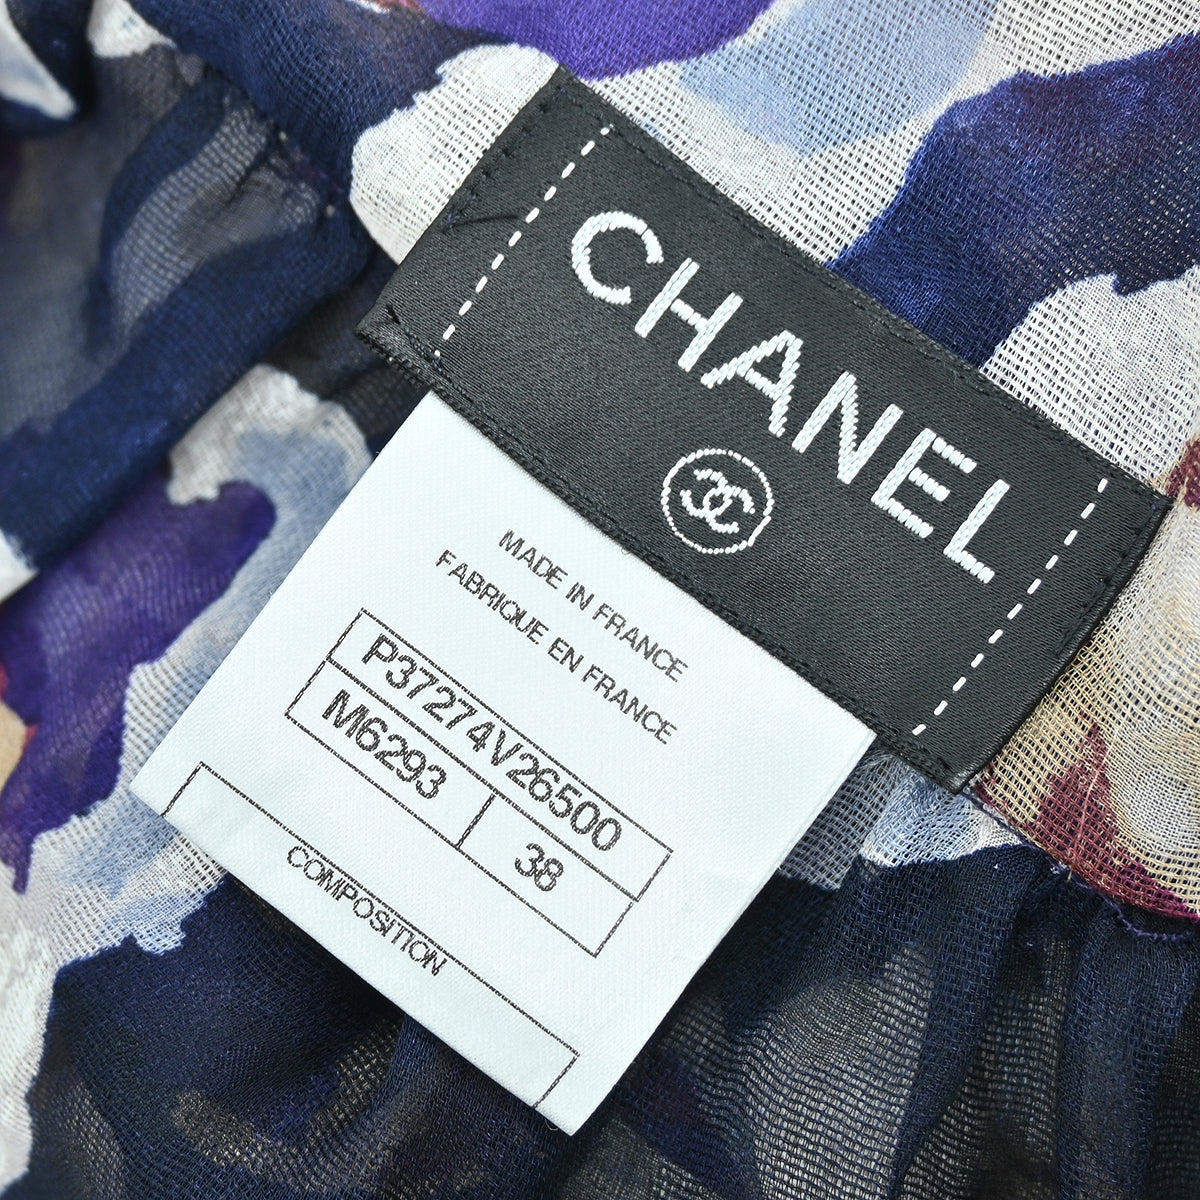 CHANEL
MADE IN FRANCE
FABRIQUE EN FRANCE
P37274V26500
M6293 38
COMPOSITION